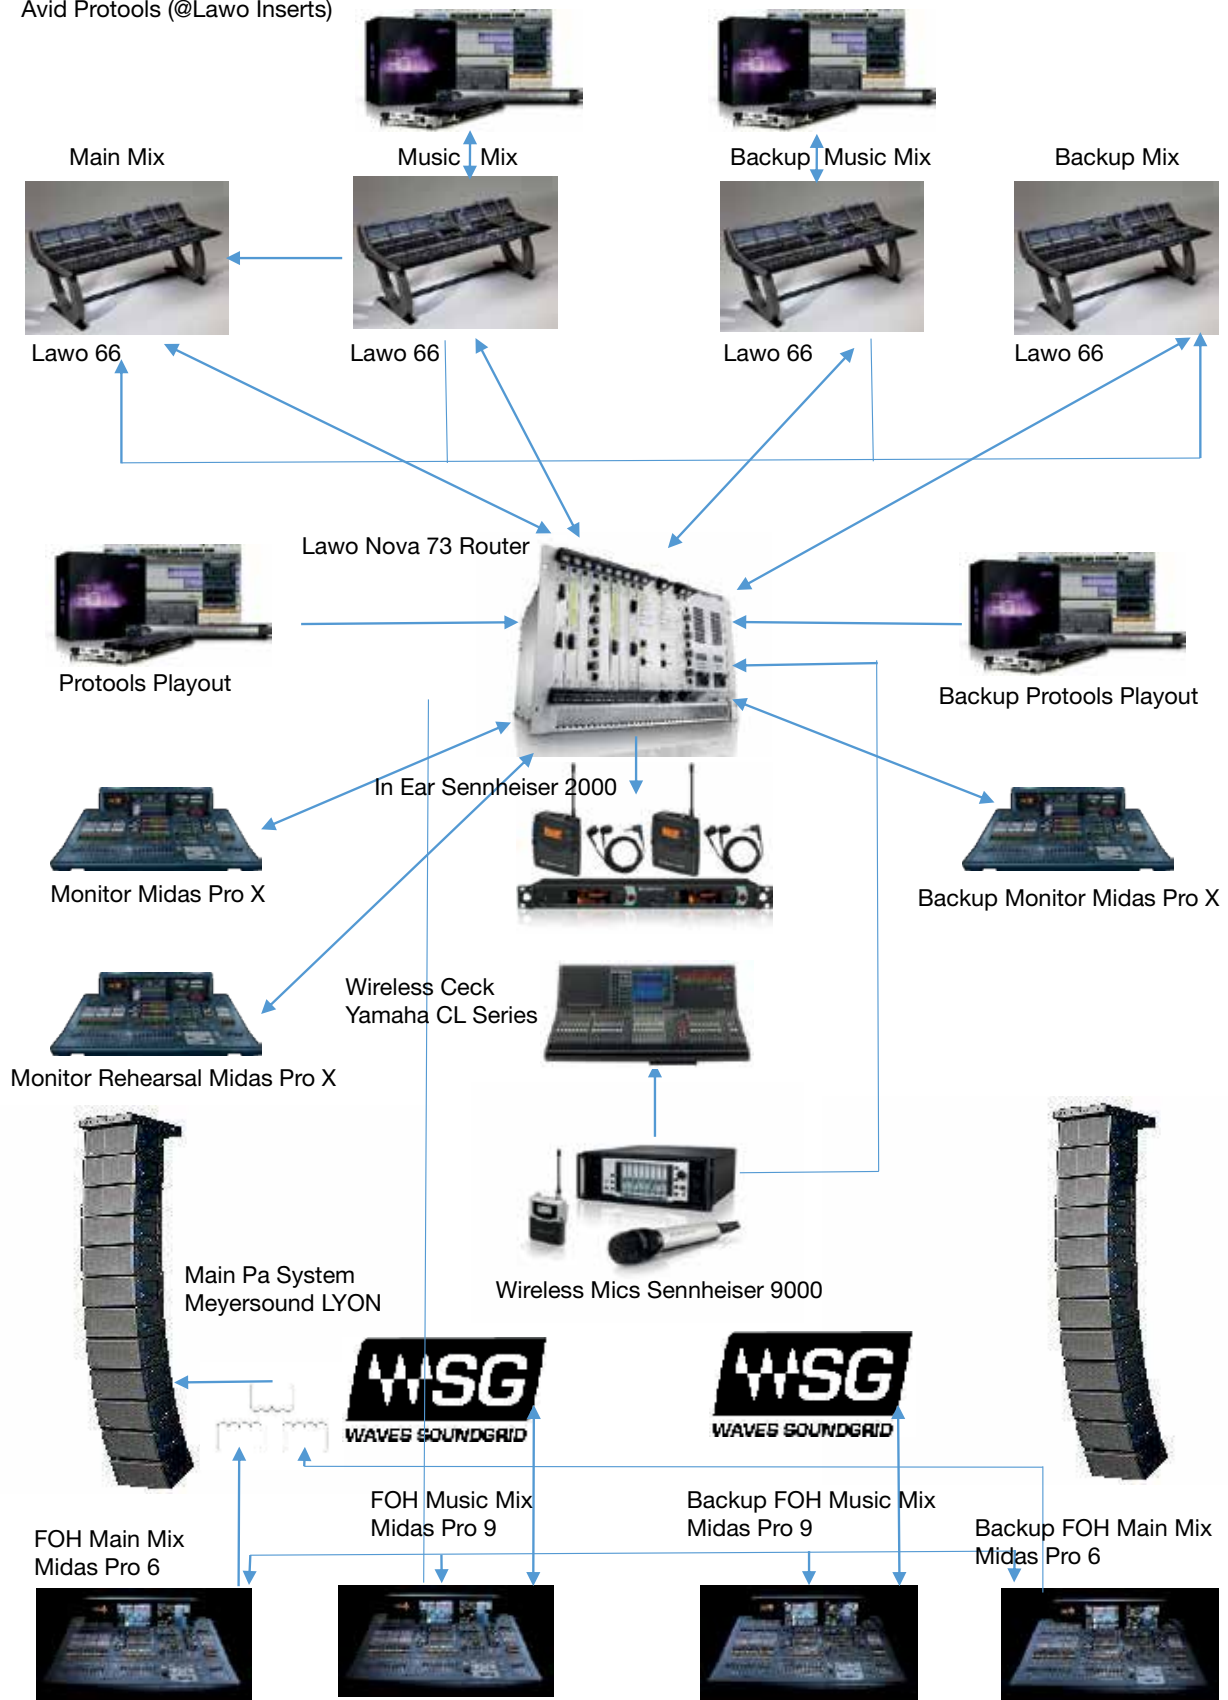 Avid Protools (@Lawo Inserts)
Main Mix
Music Mix
Backup Music Mix
Backup Mix
Lawo 66
Lawo 66
Lawo 66
Lawo 66
Lawo Nova 73 Router
Protools Playout
Backup Protools Playout
In Ear Sennheiser 2000
Monitor Midas Pro X
Backup Monitor Midas Pro X
Wireless Ceck
Yamaha CL Series
Monitor Rehearsal Midas Pro X
Main Pa System
Meyersound LYON
Wireless Mics Sennheiser 9000
WSG
WAVES SOUNDGRID
WSG
WAVES SOUNDGRID
FOH Main Mix
Midas Pro 6
FOH Music Mix
Midas Pro 9
Backup FOH Music Mix
Midas Pro 9
Backup FOH Main Mix
Midas Pro 6